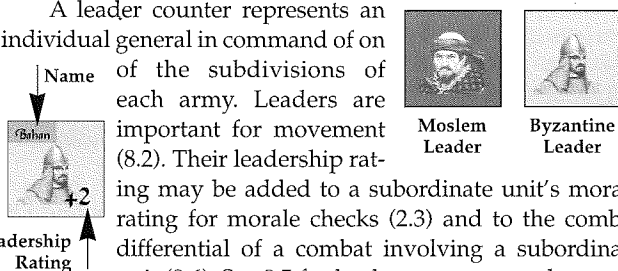 A leader counter represents an
individual general in command of on
of the subdivisions of
each army. Leaders are
important for movement
(8.2). Their leadership rat-
ing may be added to a subordinate unit's mora
rating for morale checks (2.3) and to the comb
differential of a combat involving a subordina
Name
Bahan
+2
adership
Rating
Moslem
Leader
Byzantine
Leader